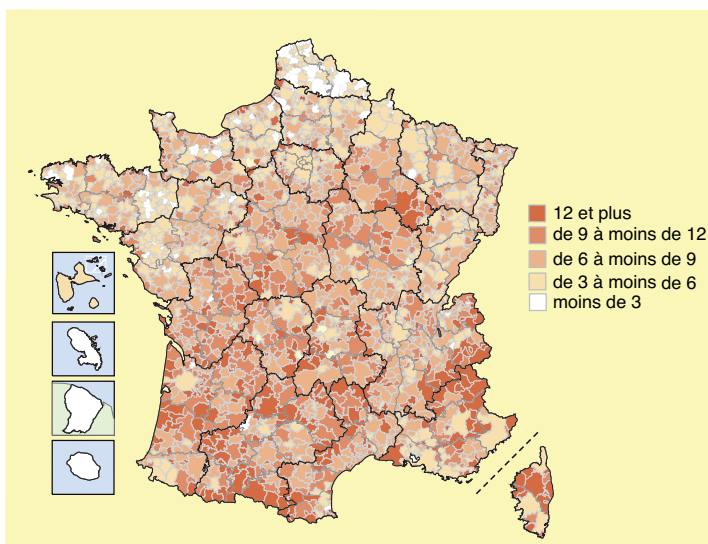 12 et plus
de 9 à moins de 12
de 6 à moins de 9
de 3 à moins de 6
moins de 3